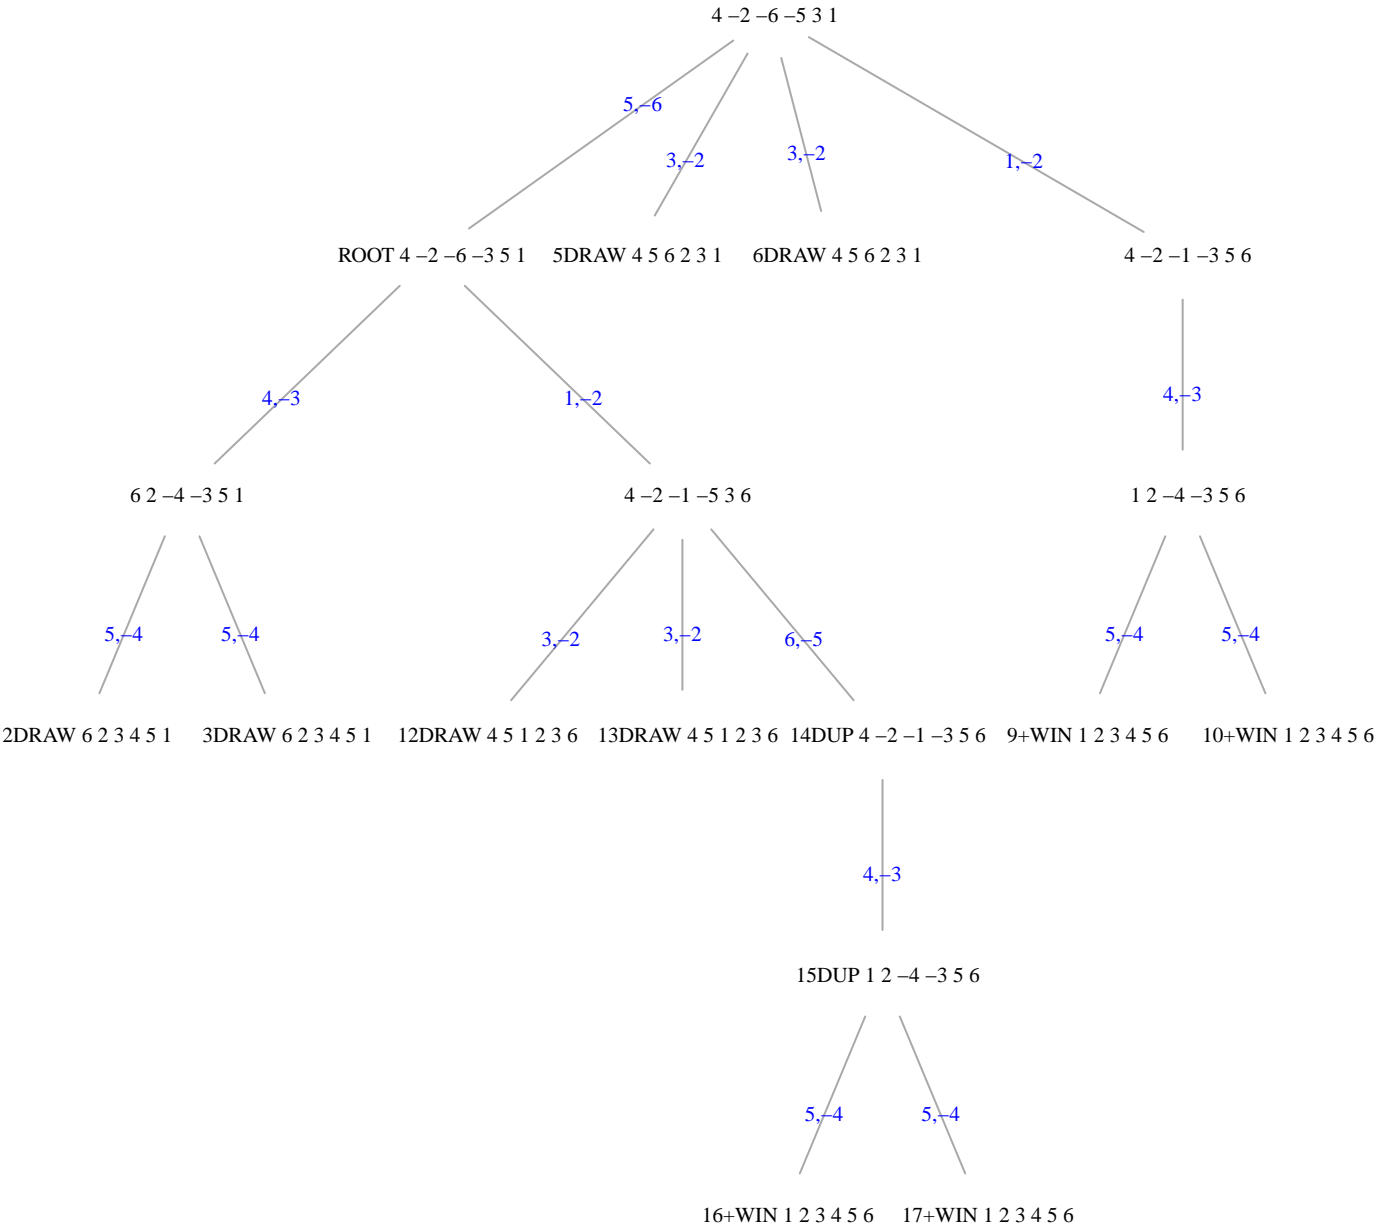 4 –2 –6 –5 3 1
5,–6
3,–2
3,–2
1,–2
ROOT 4 –2 –6 –3 5 1
5DRAW 4 5 6 2 3 1
6DRAW 4 5 6 2 3 1
4 –2 –1 –3 5 6
4,–3
1,–2
4,–3
6 2 –4 –3 5 1
4 –2 –1 –5 3 6
1 2 –4 –3 5 6
5,–4
5,–4
3,–2
3,–2
6,–5
5,–4
5,–4
2DRAW 6 2 3 4 5 1
3DRAW 6 2 3 4 5 1
12DRAW 4 5 1 2 3 6
13DRAW 4 5 1 2 3 6
14DUP 4 –2 –1 –3 5 6
9+WIN 1 2 3 4 5 6
10+WIN 1 2 3 4 5 6
4,–3
15DUP 1 2 –4 –3 5 6
5,–4
5,–4
16+WIN 1 2 3 4 5 6
17+WIN 1 2 3 4 5 6